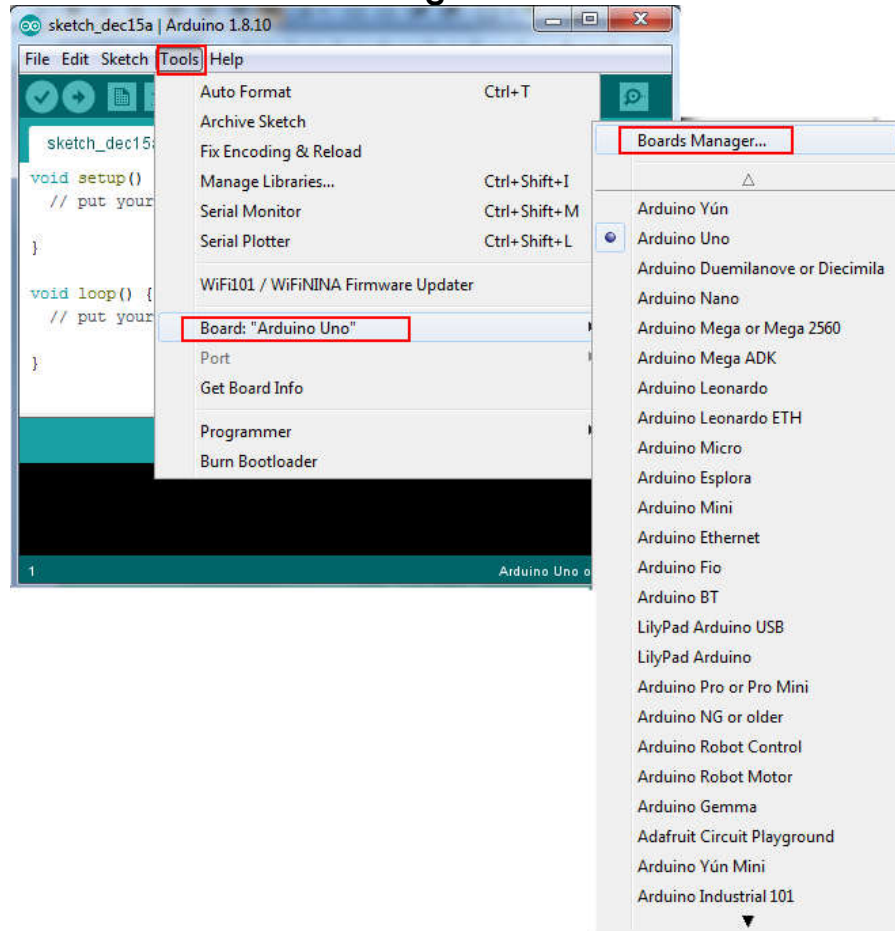 sketch_dec15a | Arduino 1.8.10
File Edit Sketch Tools Help
Auto Format Ctrl+T
Archive Sketch
Fix Encoding & Reload
Manage Libraries... Ctrl+Shift+I
Serial Monitor Ctrl+Shift+M
Serial Plotter Ctrl+Shift+L
WiFi101 / WiFiNINA Firmware Updater
Board: "Arduino Uno"
Port
Get Board Info
Programmer
Burn Bootloader
sketch_dec15a
void setup()
// put your
}
void loop() {
// put your
}
1 Arduino Uno o
Boards Manager...
Arduino Yún
Arduino Uno
Arduino Duemilanove or Diecimila
Arduino Nano
Arduino Mega or Mega 2560
Arduino Mega ADK
Arduino Leonardo
Arduino Leonardo ETH
Arduino Micro
Arduino Esplora
Arduino Mini
Arduino Ethernet
Arduino Fio
Arduino BT
LilyPad Arduino USB
LilyPad Arduino
Arduino Pro or Pro Mini
Arduino NG or older
Arduino Robot Control
Arduino Robot Motor
Arduino Gemma
Adafruit Circuit Playground
Arduino Yún Mini
Arduino Industrial 101